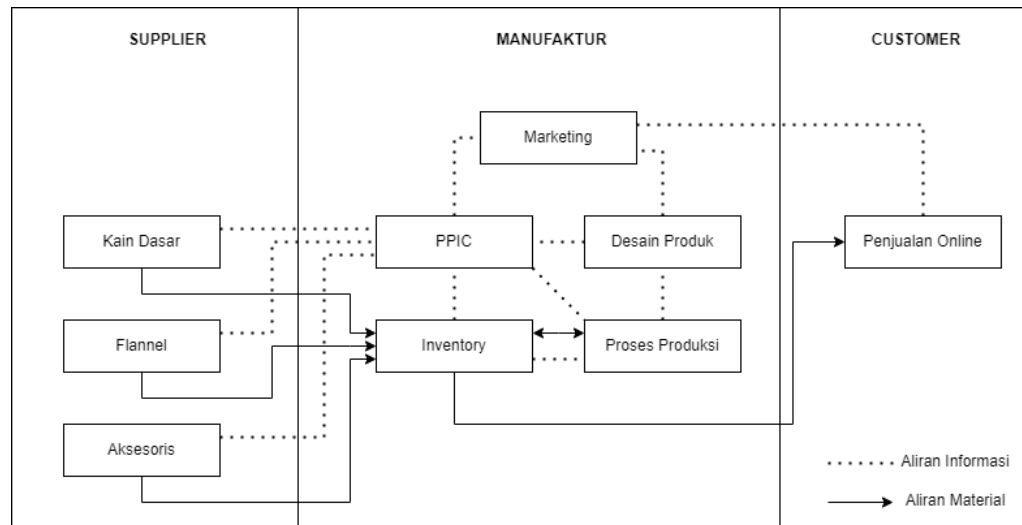 SUPPLIER
MANUFAKTUR
CUSTOMER
Marketing
Kain Dasar
PPIC
Desain Produk
Penjualan Online
Flannel
Inventory
Proses Produksi
Aksesoris
Aliran Informasi
Aliran Material